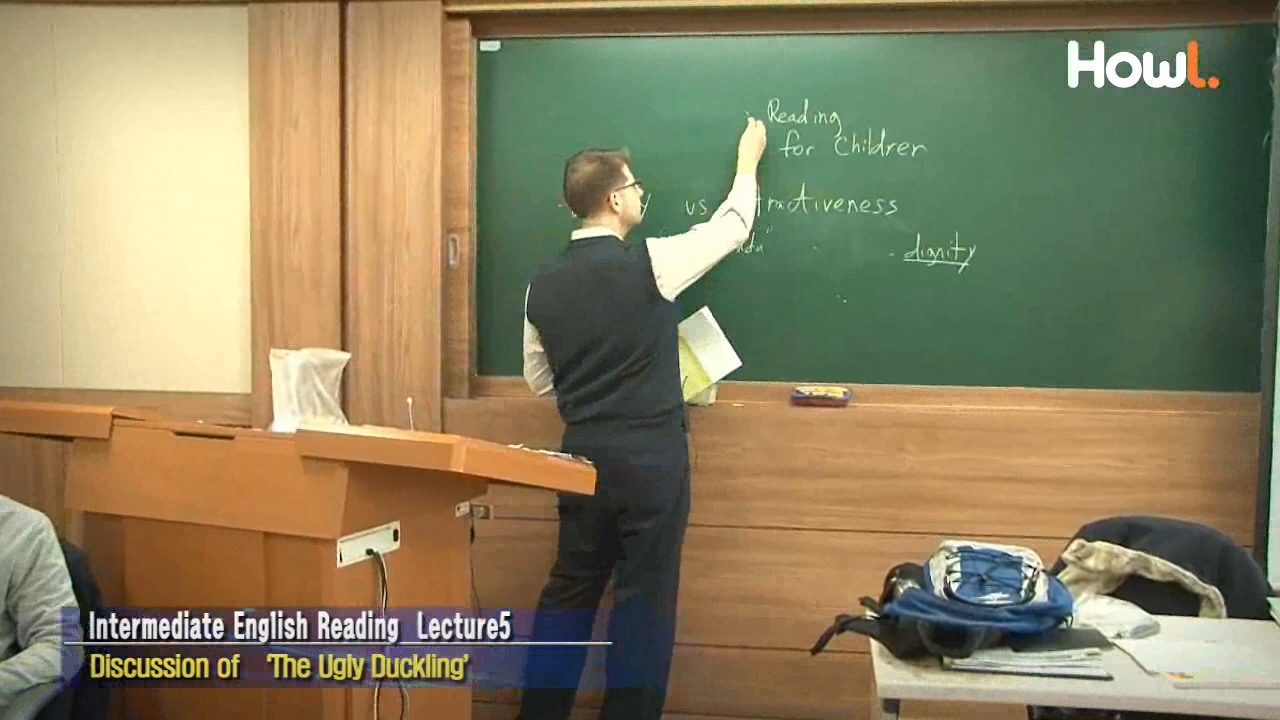 HowL.
Reading
for Children
vs
dignity
Intermediate English Reading Lecture5
Discussion of 'The Ugly Duckling'